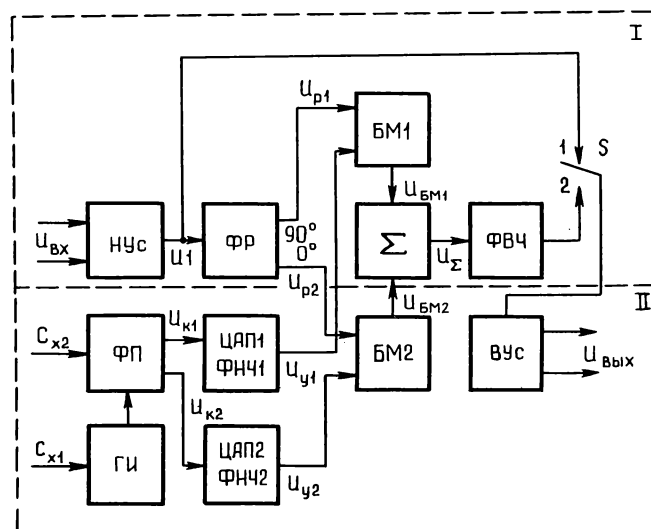 I
Uр1
БМ1
1
S
2
UБМ1
Uвх
НУс
U1
ФР
90°
0°
Σ
UΣ
ФВЧ
Uр2
UБМ2
II
Cх2
ФП
Uк1
ЦАП1
ФНЧ1
Uу1
БМ2
ВУс
Uвых
Uк2
Cх1
ГИ
ЦАП2
ФНЧ2
Uу2